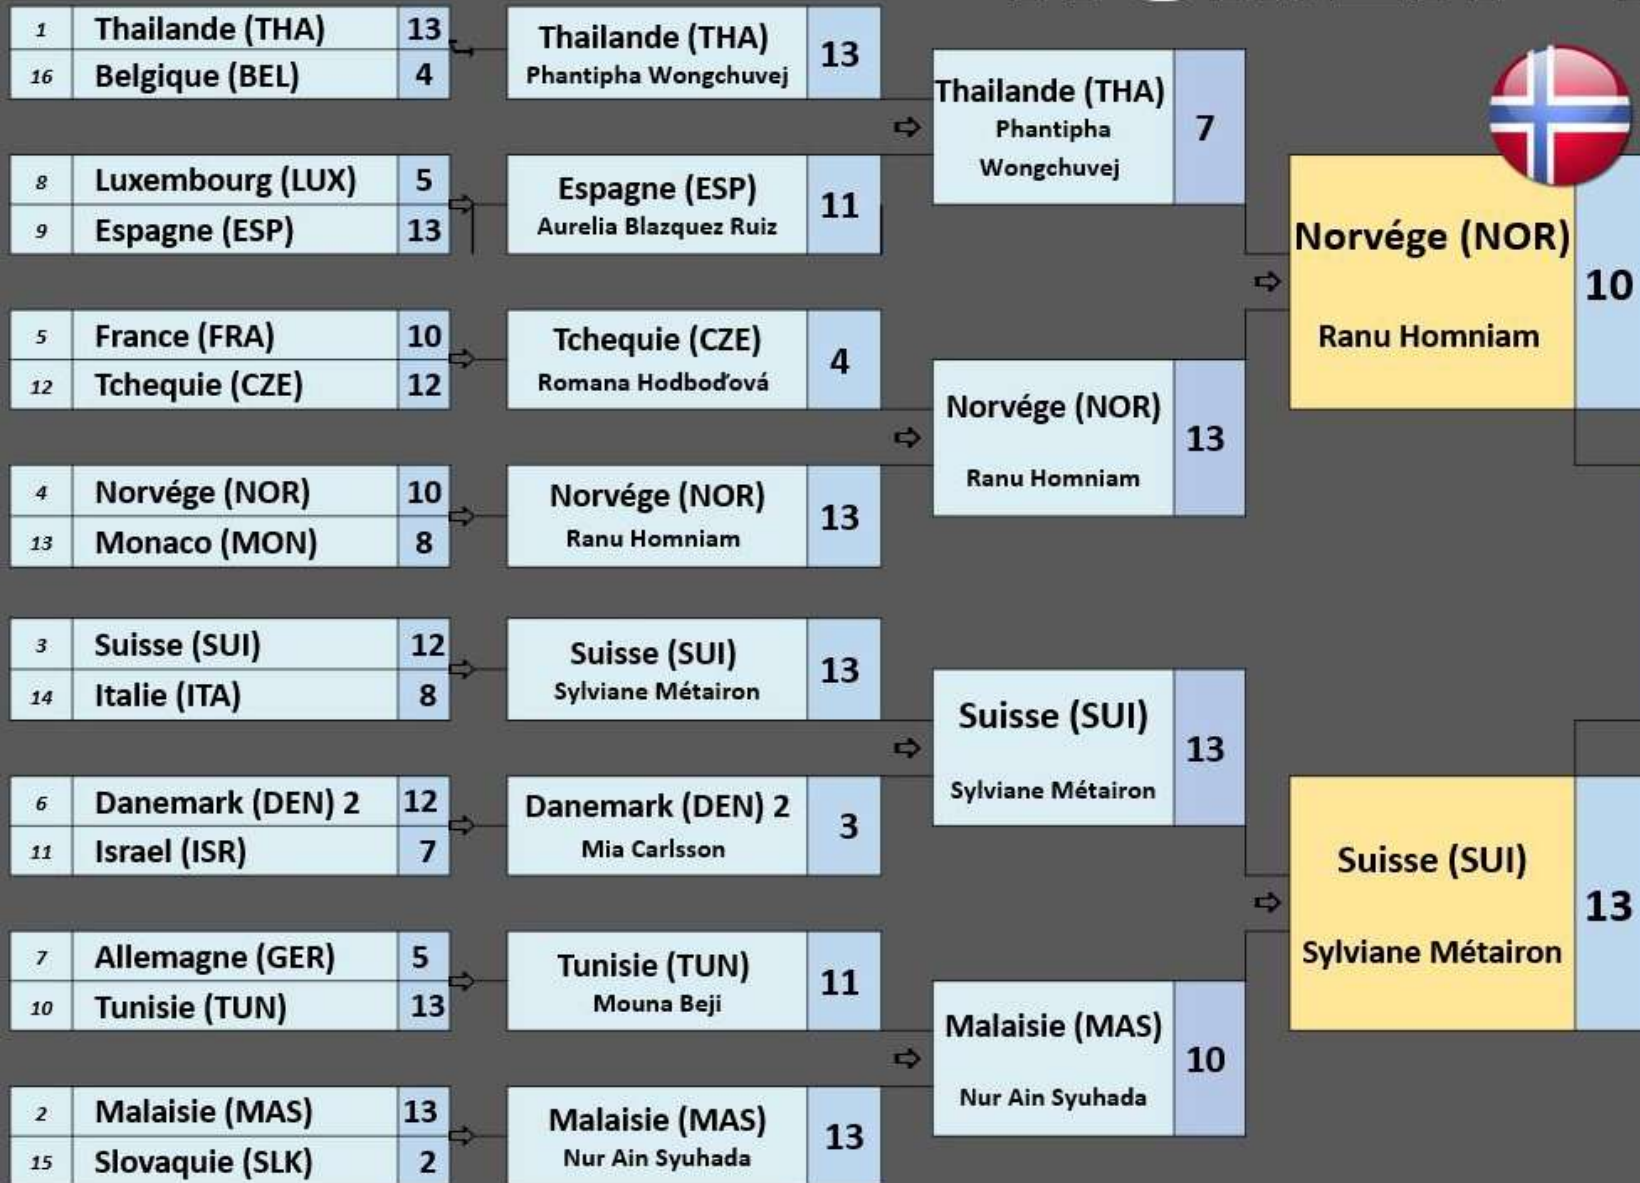 1 Thailande (THA) 13
16 Belgique (BEL) 4
8 Luxembourg (LUX) 5
9 Espagne (ESP) 13
5 France (FRA) 10
12 Tchequie (CZE) 12
4 Norvége (NOR) 10
13 Monaco (MON) 8
3 Suisse (SUI) 12
14 Italie (ITA) 8
6 Danemark (DEN) 2 12
11 Israel (ISR) 7
7 Allemagne (GER) 5
10 Tunisie (TUN) 13
2 Malaisie (MAS) 13
15 Slovaquie (SLK) 2
Thailande (THA) 13
Phantipha Wongchuvej
Espagne (ESP) 11
Aurelia Blazquez Ruiz
Tchequie (CZE) 4
Romana Hodboďová
Norvége (NOR) 13
Ranu Homniam
Suisse (SUI) 13
Sylviane Métairon
Danemark (DEN) 2 3
Mia Carlsson
Tunisie (TUN) 11
Mouna Beji
Malaisie (MAS) 13
Nur Ain Syuhada
Thailande (THA)
Phantipha 7
Wongchuvej
Norvége (NOR) 13
Ranu Homniam
Suisse (SUI) 13
Sylviane Métairon
Malaisie (MAS) 10
Nur Ain Syuhada
Norvége (NOR) 10
Ranu Homniam
Suisse (SUI) 13
Sylviane Métairon